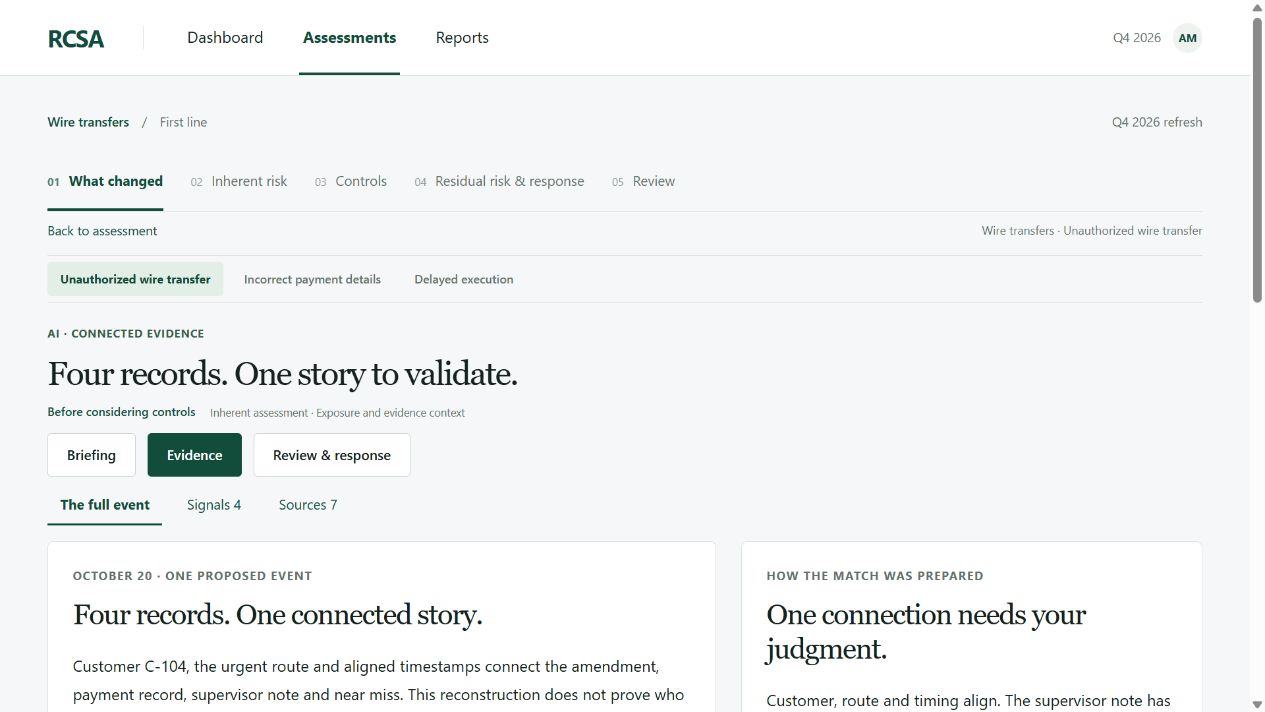 RCSA
Dashboard
Assessments
Reports
Q4 2026
AM
Wire transfers / First line
Q4 2026 refresh
01 What changed
02 Inherent risk
03 Controls
04 Residual risk & response
05 Review
Back to assessment
Wire transfers · Unauthorized wire transfer
Unauthorized wire transfer
Incorrect payment details
Delayed execution
AI · CONNECTED EVIDENCE
Four records. One story to validate.
Before considering controls
Inherent assessment · Exposure and evidence context
Briefing
Evidence
Review & response
The full event
Signals 4
Sources 7
OCTOBER 20 · ONE PROPOSED EVENT
Four records. One connected story.
Customer C-104, the urgent route and aligned timestamps connect the amendment,
payment record, supervisor note and near miss. This reconstruction does not prove who
HOW THE MATCH WAS PREPARED
One connection needs your
judgment.
Customer, route and timing align. The supervisor note has